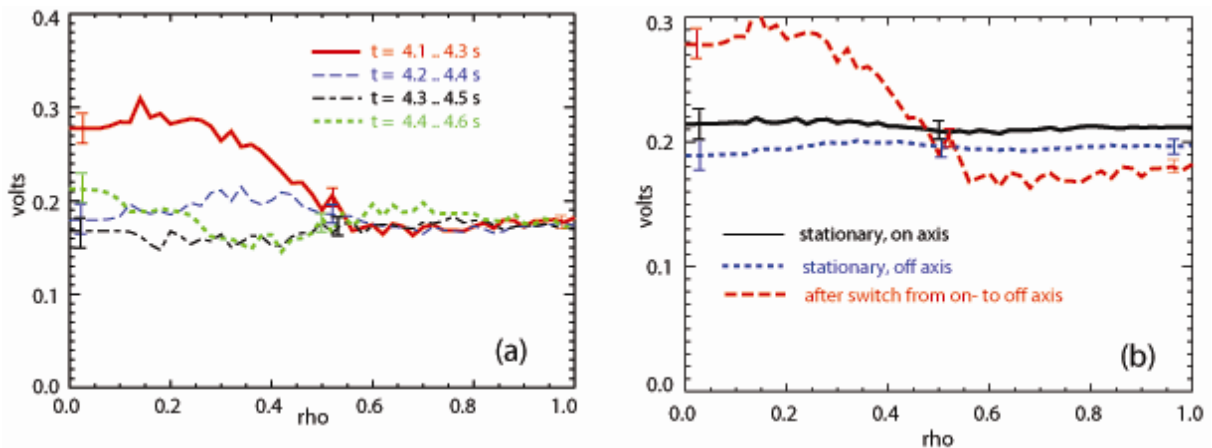 0.4
0.3
0.2
0.1
0.0
volts
t = 4.1 .. 4.3 s
t = 4.2 .. 4.4 s
t = 4.3 .. 4.5 s
t = 4.4 .. 4.6 s
(a)
0.0 0.2 0.4 0.6 0.8 1.0
rho
0.3
0.2
0.1
0.0
volts
stationary, on axis
stationary, off axis
after switch from on- to off axis
(b)
0.0 0.2 0.4 0.6 0.8 1.0
rho